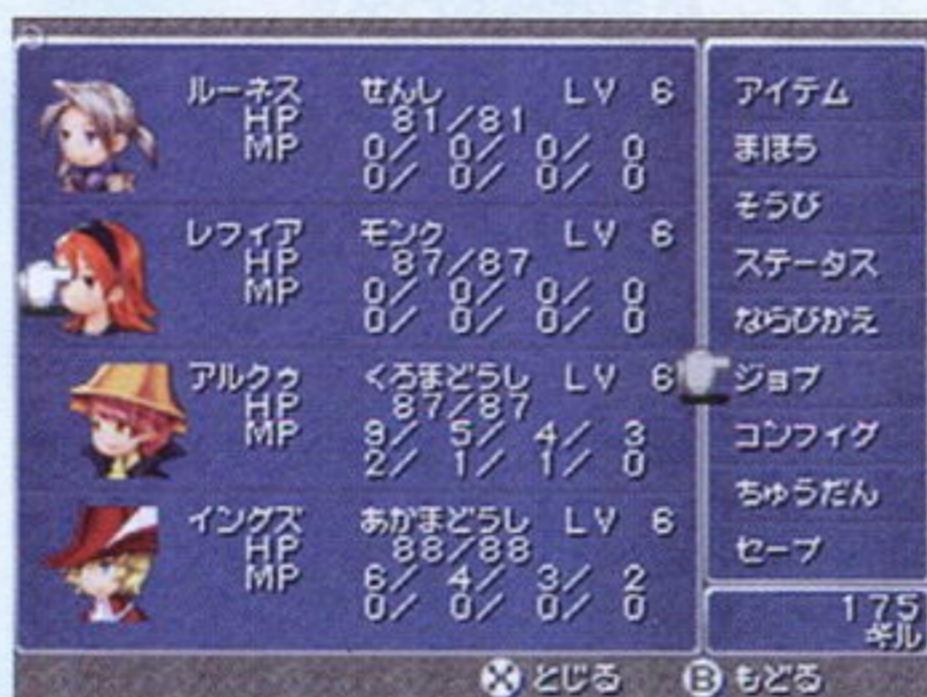 ルーネス せんし LV 6
HP 81/81
MP 0/ 0/ 0/ 0
0/ 0/ 0/ 0
レフィア モンク LV 6
HP 87/87
MP 0/ 0/ 0/ 0
0/ 0/ 0/ 0
アルクゥ くろまどうし LV 6
HP 87/87
MP 9/ 5/ 4/ 3
2/ 1/ 1/ 0
イングズ あかまどうし LV 6
HP 88/88
MP 6/ 4/ 3/ 2
0/ 0/ 0/ 0
アイテム
まほう
そうび
ステータス
ならびかえ
ジョブ
コンフィグ
ちゅうだん
セーブ
175
ギル
X とじる B もどる